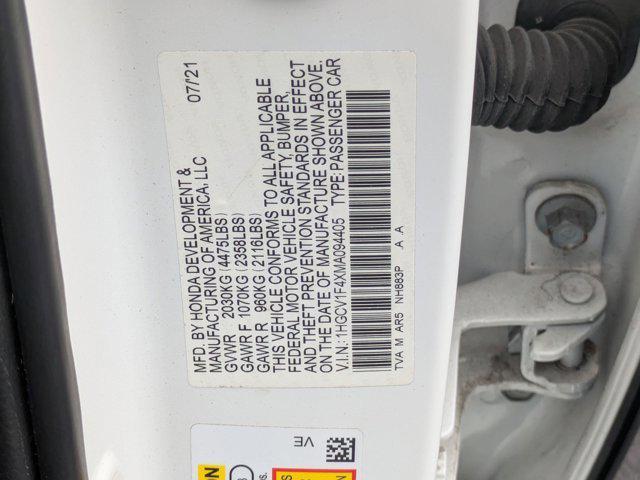 MFD. BY HONDA DEVELOPMENT & 07/21
MANUFACTURING OF AMERICA, LLC
GVWR 2030KG (4475LBS)
GAWR F 1070KG (2358LBS)
GAWR R 960KG (2116LBS)
THIS VEHICLE CONFORMS TO ALL APPLICABLE
FEDERAL MOTOR VEHICLE SAFETY, BUMPER,
AND THEFT PREVENTION STANDARDS IN EFFECT
ON THE DATE OF MANUFACTURE SHOWN ABOVE.
V.I.N.: 1HGCV1F4XMA094405 TYPE: PASSENGER CAR
TVA M AR5 NH883P A A
VE